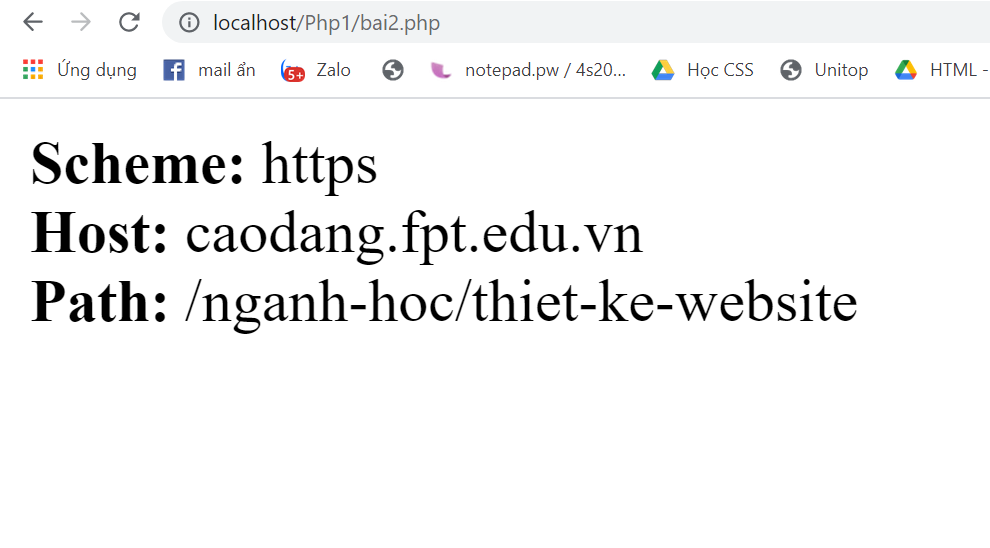 localhost/Php1/bai2.php
Ứng dụng mail ẩn 5+ Zalo notepad.pw / 4s20... Học CSS Unitop HTML -
Scheme: https
Host: caodang.fpt.edu.vn
Path: /nganh-hoc/thiet-ke-website